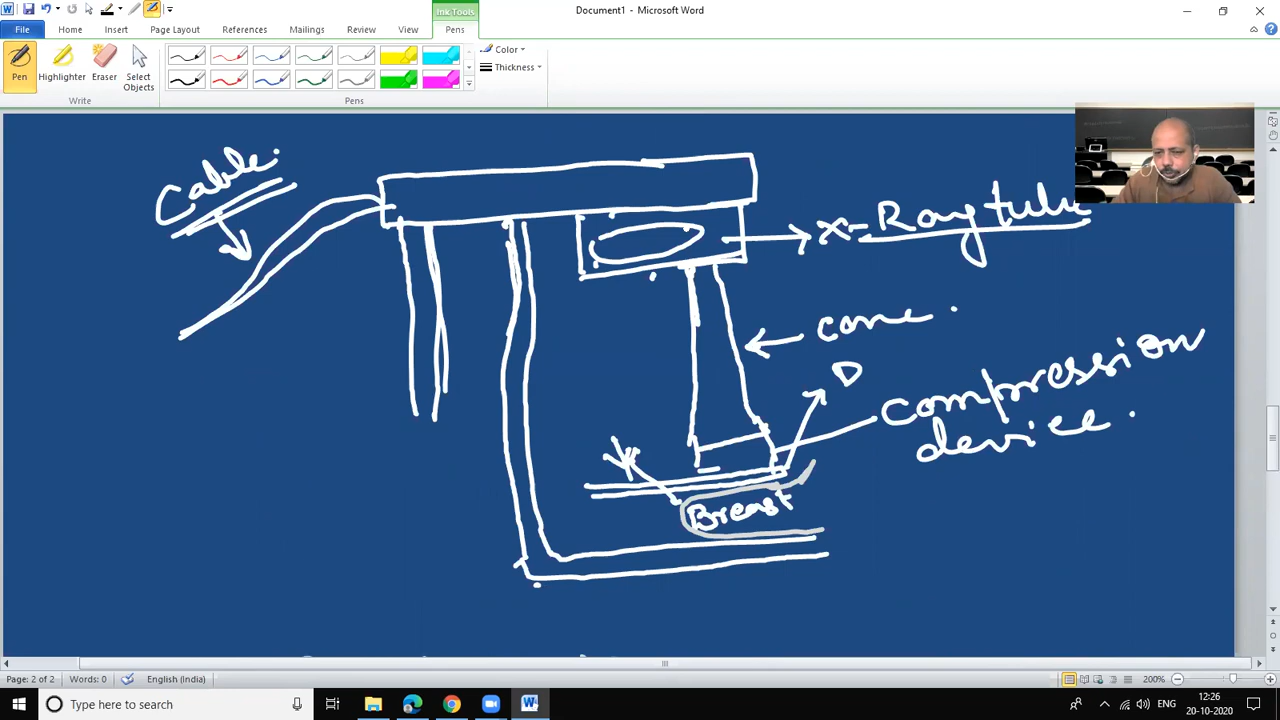 Document1 - Microsoft Word
Ink Tools
File Home Insert Page Layout References Mailings Review View Pens
Pen Highlighter Eraser Select Objects
Color
Thickness
Write Pens
Cable.
X-Ray tube
cone.
D
compression
device.
Breast
Page: 2 of 2 Words: 0 English (India) 200%
Type here to search
ENG
12:26
20-10-2020